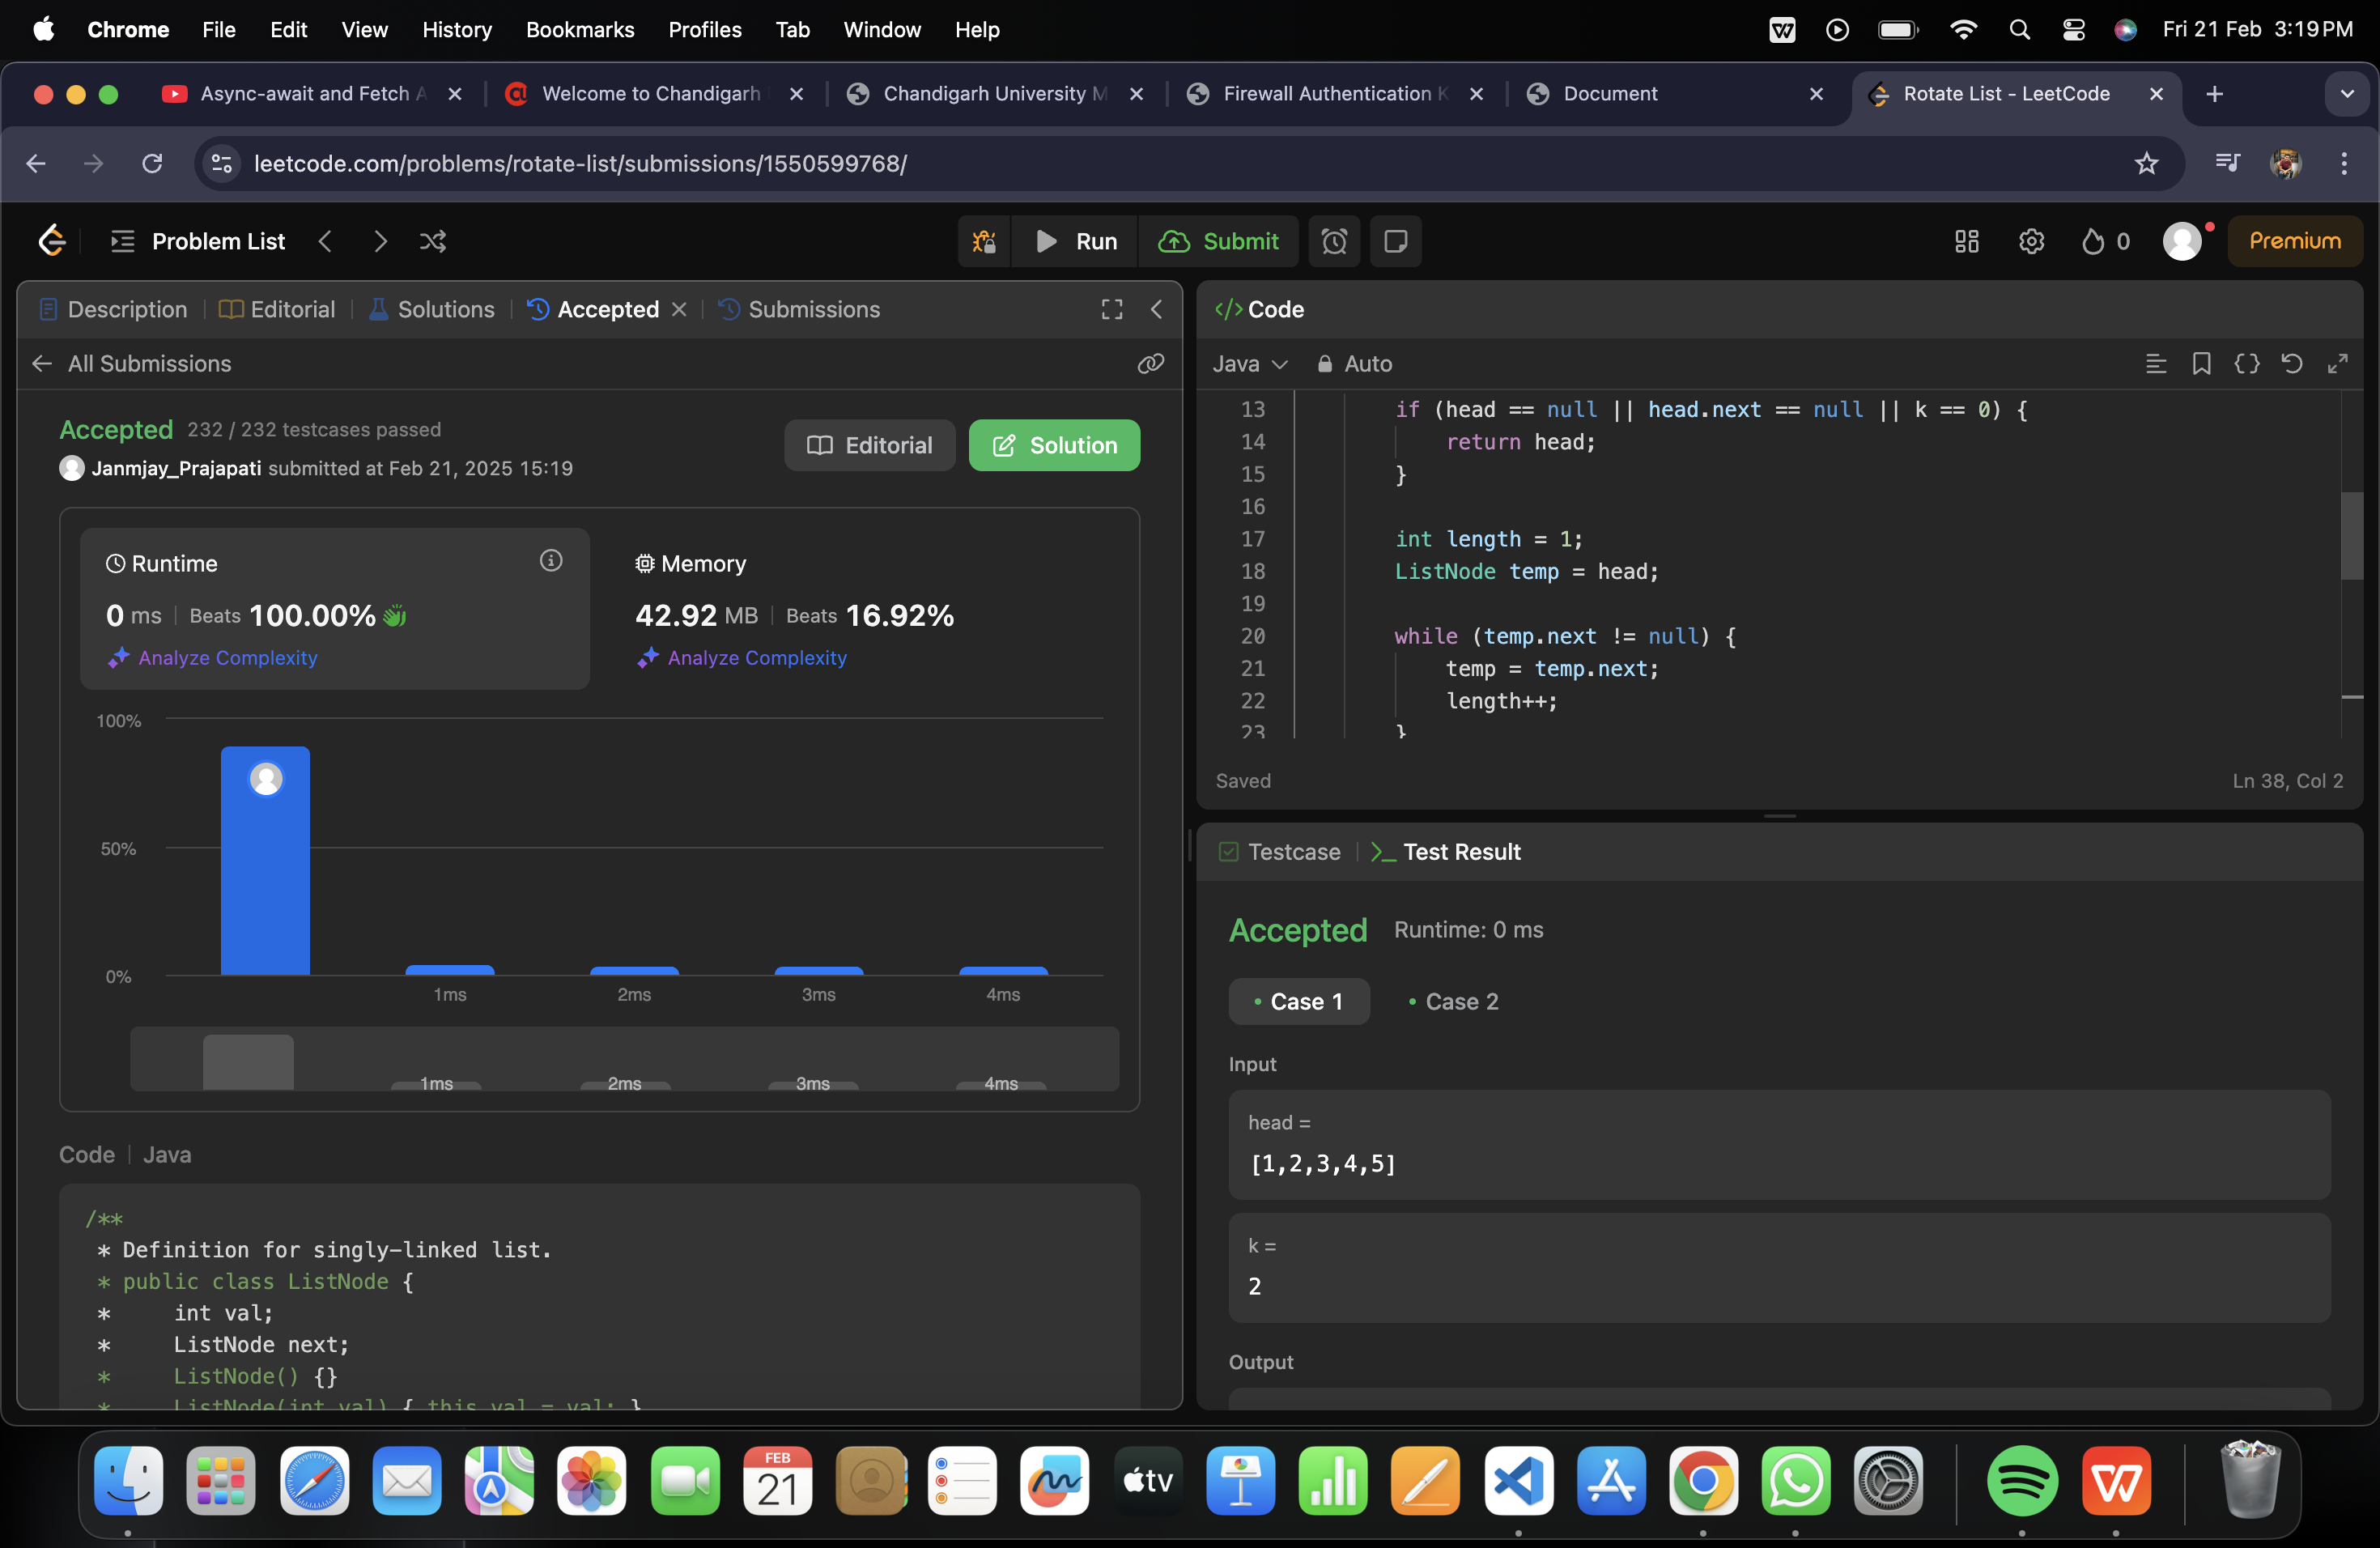 Chrome File Edit View History Bookmarks Profiles Tab Window Help Fri 21 Feb 3:19 PM
Async-await and Fetch A Welcome to Chandigarh Chandigarh University M Firewall Authentication K Document Rotate List - LeetCode
leetcode.com/problems/rotate-list/submissions/1550599768/
Problem List Run Submit 0 Premium
Description Editorial Solutions Accepted Submissions
All Submissions
Accepted 232 / 232 testcases passed
Janmjay_Prajapati submitted at Feb 21, 2025 15:19
Editorial Solution
Runtime
0 ms Beats 100.00%
Analyze Complexity
Memory
42.92 MB Beats 16.92%
Analyze Complexity
100%
50%
0%
1ms 2ms 3ms 4ms
1ms 2ms 3ms 4ms
Code Java
/**
* Definition for singly-linked list.
* public class ListNode {
* int val;
* ListNode next;
* ListNode() {}
* ListNode(int val) { this.val = val; }
</> Code
Java Auto
13 if (head == null || head.next == null || k == 0) {
14 return head;
15 }
16
17 int length = 1;
18 ListNode temp = head;
19
20 while (temp.next != null) {
21 temp = temp.next;
22 length++;
23 }
Saved Ln 38, Col 2
Testcase Test Result
Accepted Runtime: 0 ms
Case 1 Case 2
Input
head =
[1,2,3,4,5]
k =
2
Output
FEB
21
tv